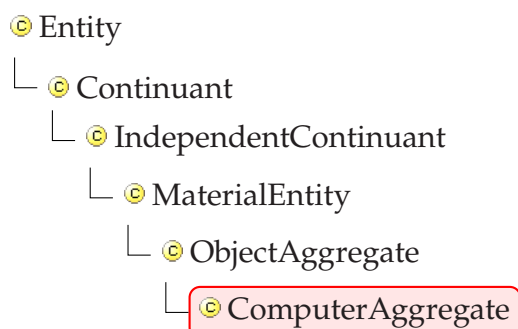 C Entity
C Continuant
C IndependentContinuant
C MaterialEntity
C ObjectAggregate
C ComputerAggregate